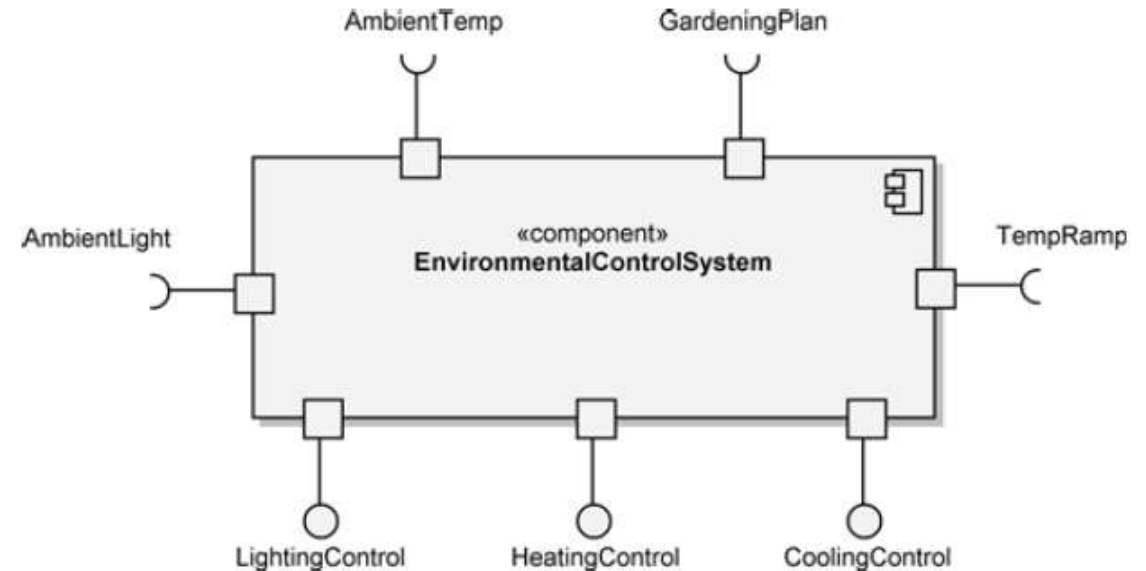 AmbientTemp
GardeningPlan
AmbientLight
«component»
EnvironmentalControlSystem
TempRamp
LightingControl
HeatingControl
CoolingControl